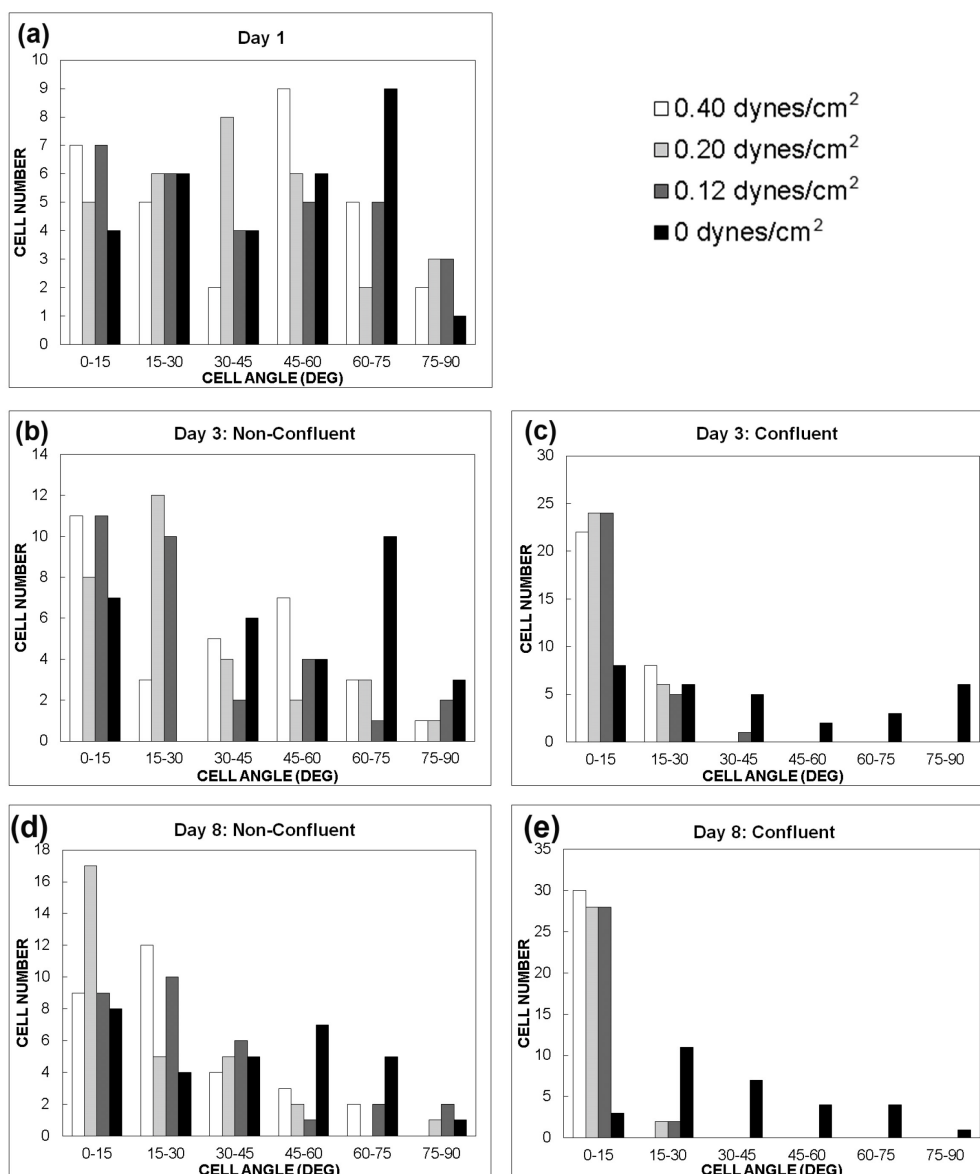 (a)
Day 1
CELL NUMBER
10
9
8
7
6
5
4
3
2
1
0
0-15 15-30 30-45 45-60 60-75 75-90
CELL ANGLE (DEG)
0.40 dynes/cm²
0.20 dynes/cm²
0.12 dynes/cm²
0 dynes/cm²
(b)
Day 3: Non-Confluent
CELL NUMBER
14
12
10
8
6
4
2
0
0-15 15-30 30-45 45-60 60-75 75-90
CELL ANGLE (DEG)
(c)
Day 3: Confluent
CELL NUMBER
30
25
20
15
10
5
0
0-15 15-30 30-45 45-60 60-75 75-90
CELL ANGLE (DEG)
(d)
Day 8: Non-Confluent
CELL NUMBER
18
16
14
12
10
8
6
4
2
0
0-15 15-30 30-45 45-60 60-75 75-90
CELL ANGLE (DEG)
(e)
Day 8: Confluent
CELL NUMBER
35
30
25
20
15
10
5
0
0-15 15-30 30-45 45-60 60-75 75-90
CELL ANGLE (DEG)